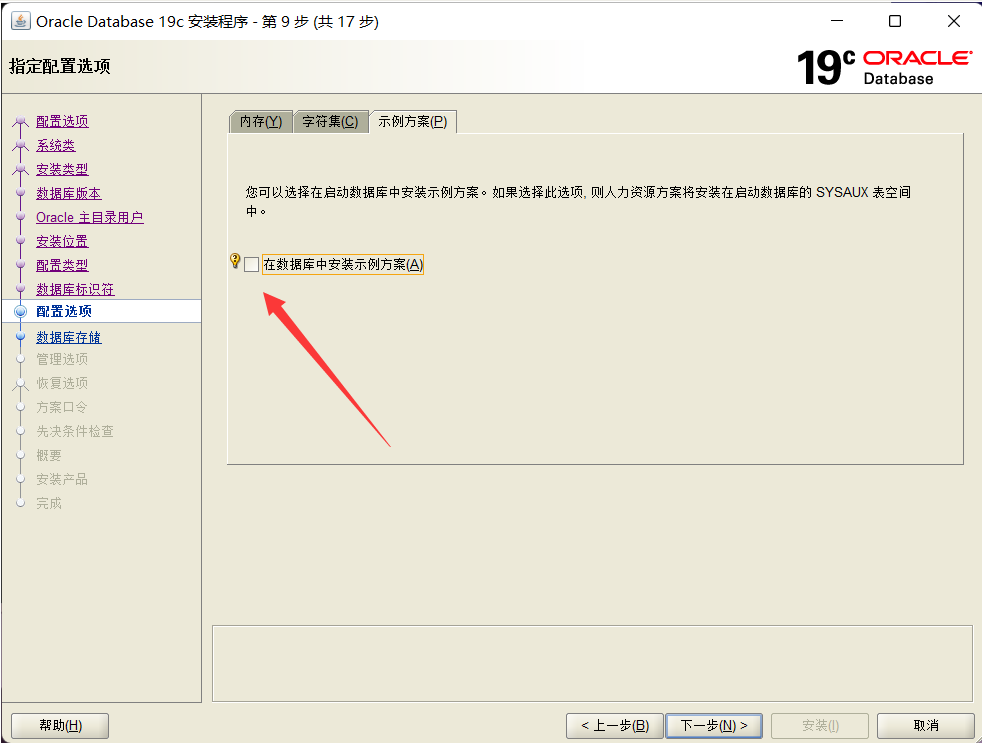 Oracle Database 19c 安装程序 - 第 9 步 (共 17 步)
指定配置选项
19c ORACLE
Database
配置选项
系统类
安装类型
数据库版本
Oracle 主目录用户
安装位置
配置类型
数据库标识符
配置选项
数据库存储
管理选项
恢复选项
方案口令
先决条件检查
概要
安装产品
完成
内存(Y) 字符集(C) 示例方案(P)
您可以选择在启动数据库中安装示例方案。如果选择此选项, 则人力资源方案将安装在启动数据库的 SYSAUX 表空间
中。
在数据库中安装示例方案(A)
帮助(H) < 上一步(B) 下一步(N) > 安装(I) 取消